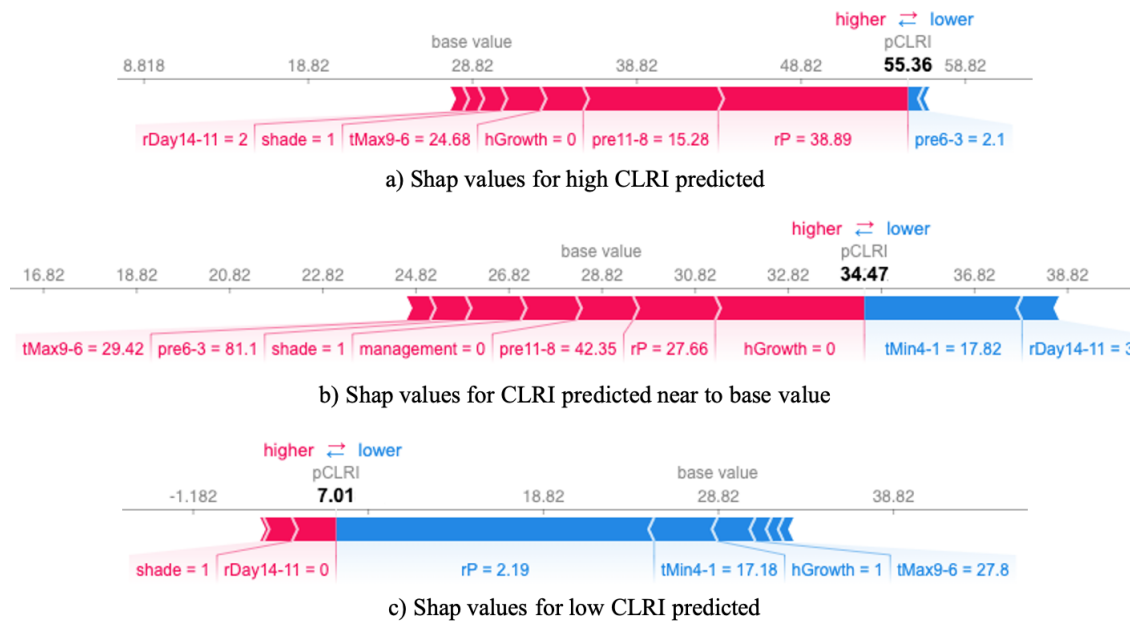 higher ⇄ lower
base value
pCLRI
8.818 18.82 28.82 38.82 48.82 55.36 58.82
rDay14-11 = 2 shade = 1 tMax9-6 = 24.68 hGrowth = 0 pre11-8 = 15.28 rP = 38.89 pre6-3 = 2.1
a) Shap values for high CLRI predicted
higher ⇄ lower
base value pCLRI
16.82 18.82 20.82 22.82 24.82 26.82 28.82 30.82 32.82 34.47 36.82 38.82
tMax9-6 = 29.42 pre6-3 = 81.1 shade = 1 management = 0 pre11-8 = 42.35 rP = 27.66 hGrowth = 0 tMin4-1 = 17.82 rDay14-11 = 3
b) Shap values for CLRI predicted near to base value
higher ⇄ lower
pCLRI base value
-1.182 7.01 18.82 28.82 38.82
shade = 1 rDay14-11 = 0 rP = 2.19 tMin4-1 = 17.18 hGrowth = 1 tMax9-6 = 27.8
c) Shap values for low CLRI predicted